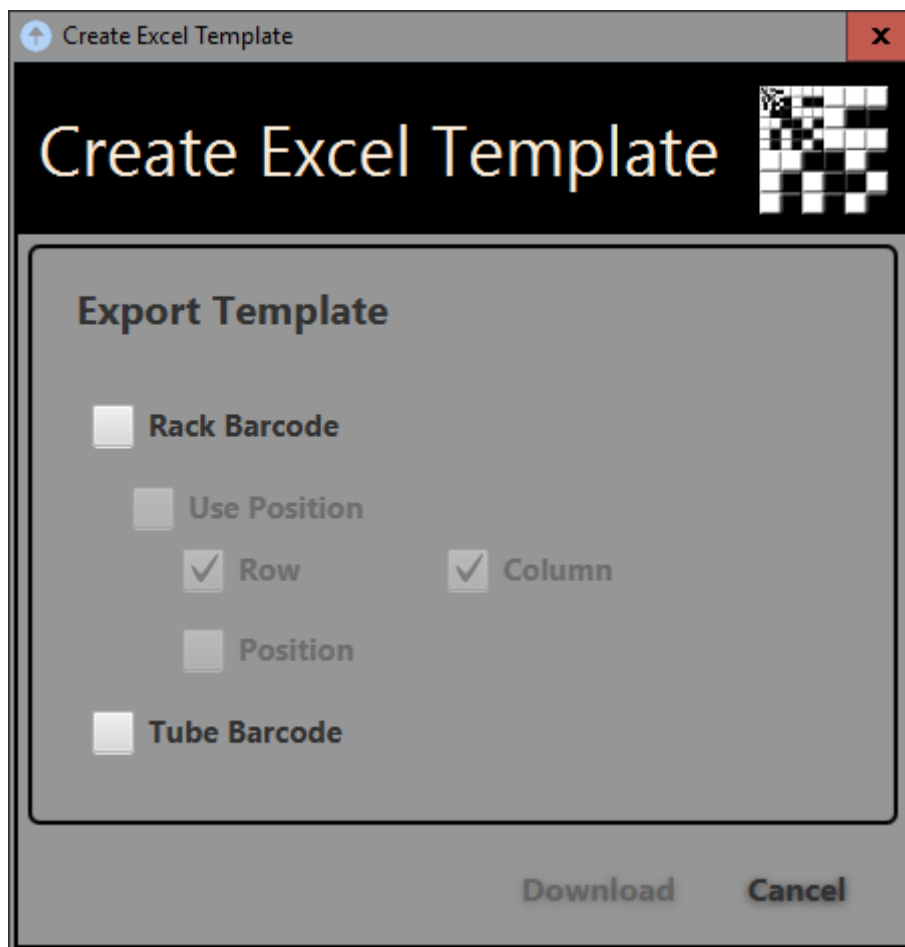 Create Excel Template
x
Create Excel Template
Export Template
Rack Barcode
Use Position
Row Column
Position
Tube Barcode
Download Cancel